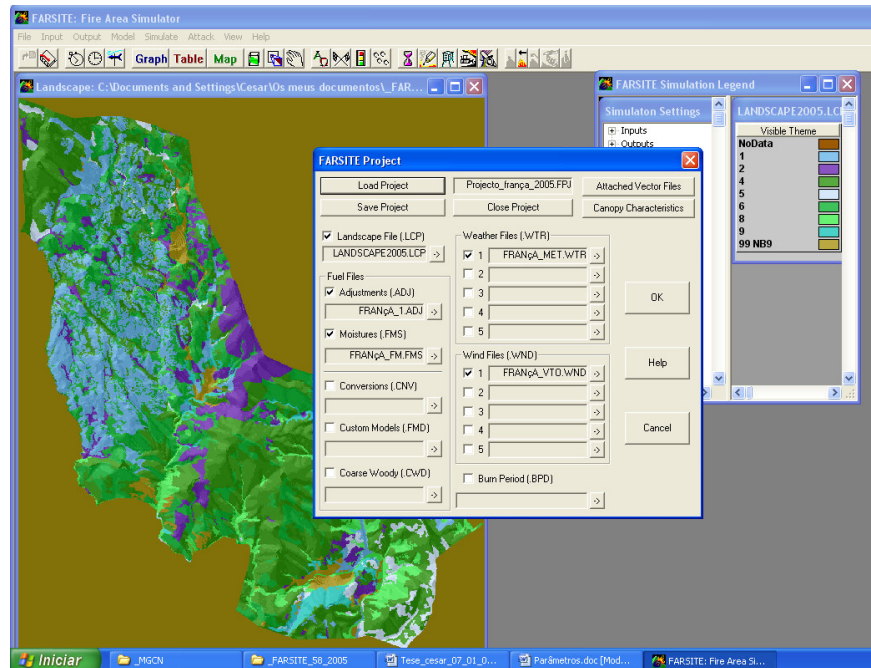 FARSITE: Fire Area Simulator
File Input Output Model Simulate Attack View Help
Graph Table Map
Landscape: C:\Documents and Settings\Cesar\Os meus documentos\_FAR...
FARSITE Simulation Legend
Simulaton Settings
Inputs
Outputs
LANDSCAPE2005.LCP
Visible Theme
NoData
1
2
4
5
6
8
9
99 NB9
FARSITE Project
Load Project
Projecto_frança_2005.FPJ
Attached Vector Files
Save Project
Close Project
Canopy Characteristics
Landscape File (.LCP)
LANDSCAPE2005.LCP ->
Fuel Files
Adjustments (.ADJ)
FRANçA_1.ADJ ->
Moistures (.FMS)
FRANçA_FM.FMS ->
Conversions (.CNV)
->
Custom Models (.FMD)
->
Coarse Woody (.CWD)
->
Weather Files (.WTR)
1 FRANçA_MET.WTR ->
2 ->
3 ->
4 ->
5 ->
Wind Files (.WND)
1 FRANçA_VTO.WND ->
2 ->
3 ->
4 ->
5 ->
Burn Period (.BPD)
->
OK
Help
Cancel
Iniciar
_MGCN
_FARSITE_58_2005
Tese_cesar_07_01_0...
Parâmetros.doc [Mod...
FARSITE: Fire Area Si...